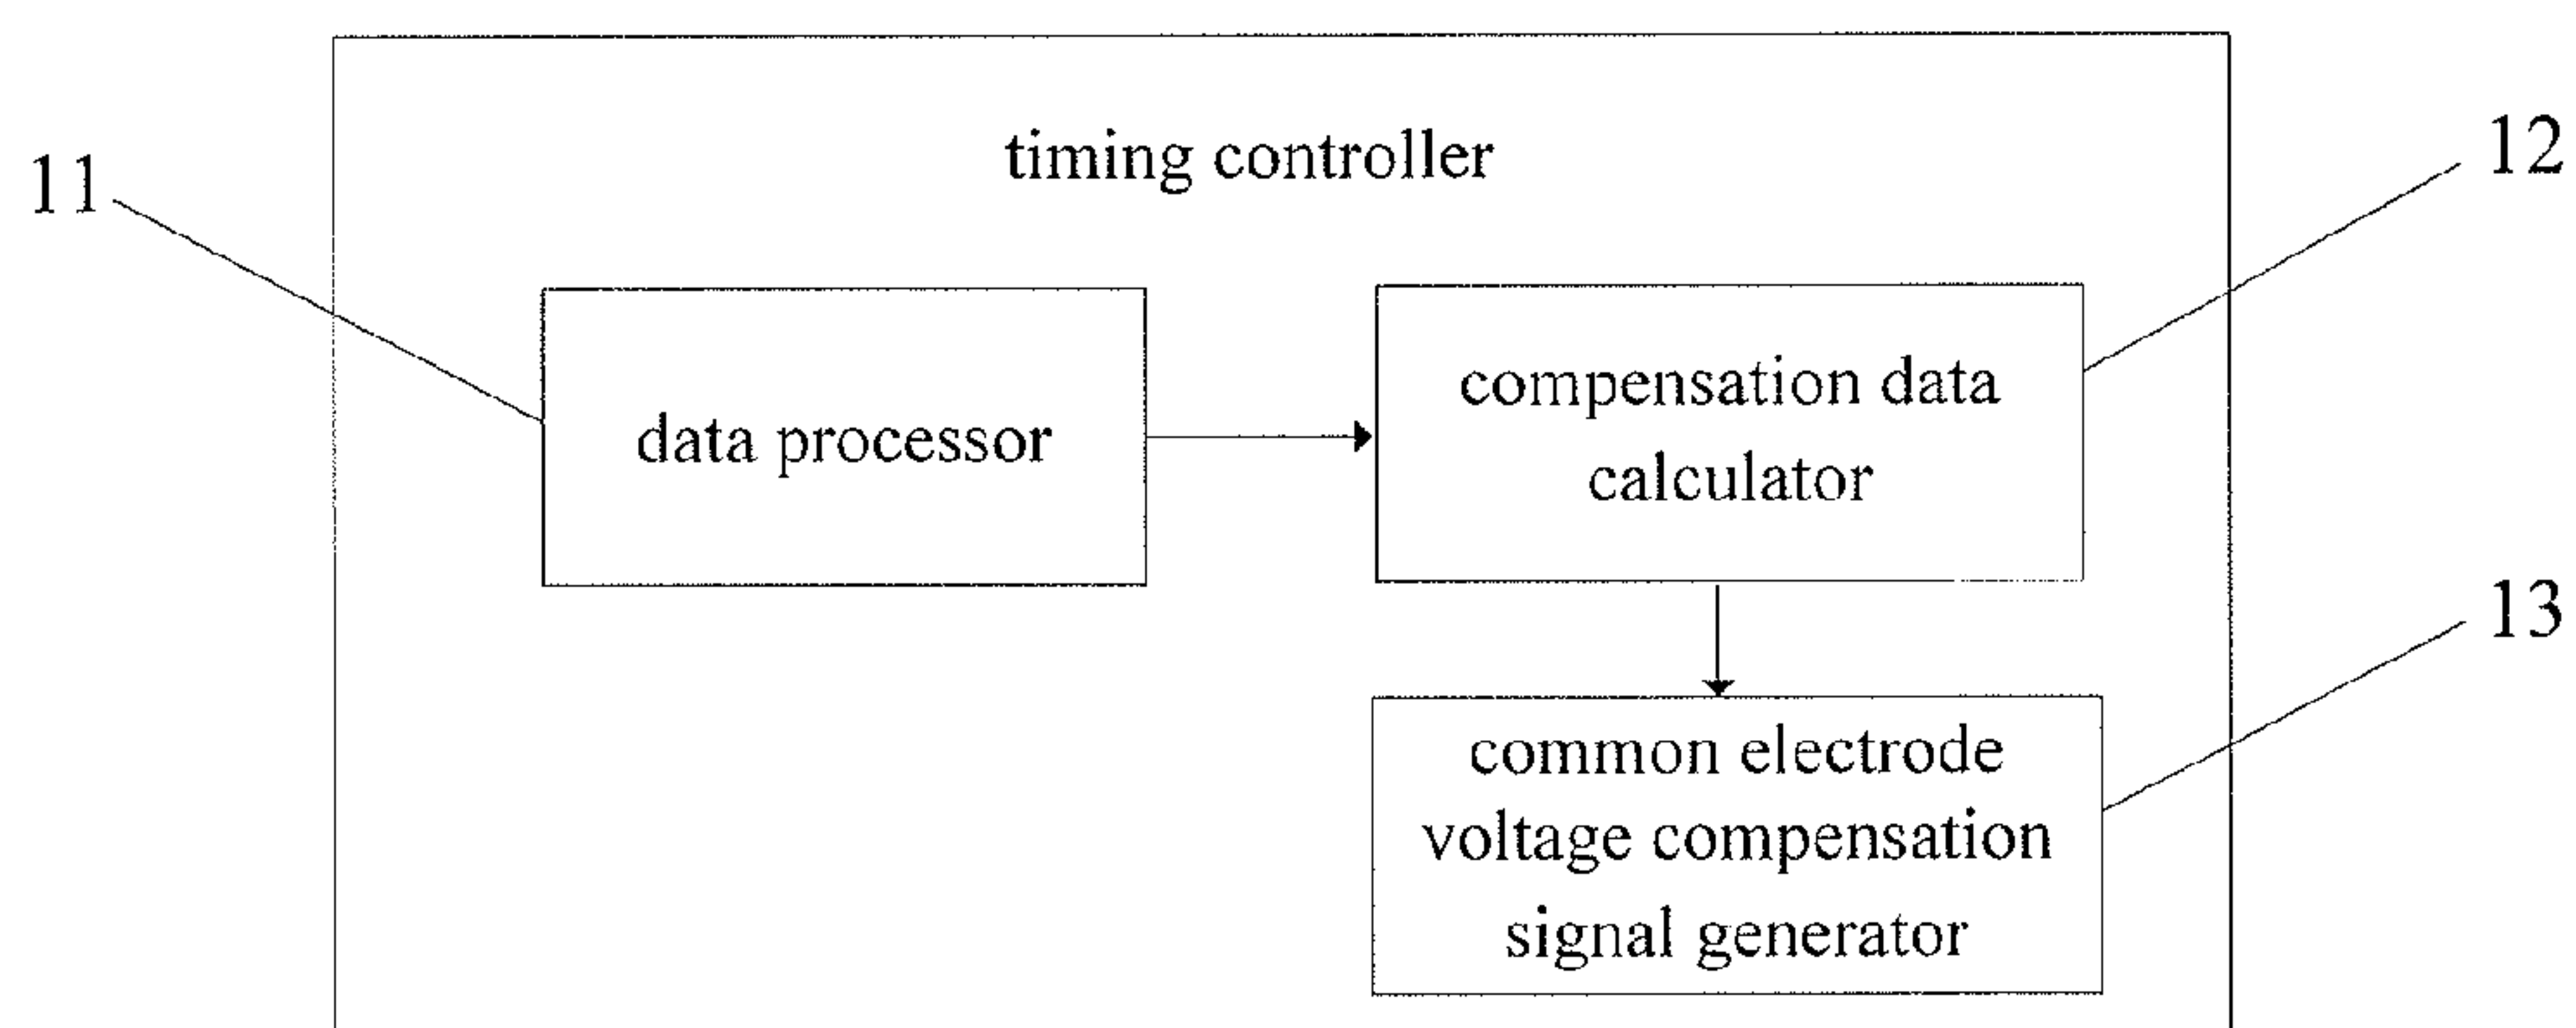 timing controller
11
12
data processor
compensation data
calculator
13
common electrode
voltage compensation
signal generator